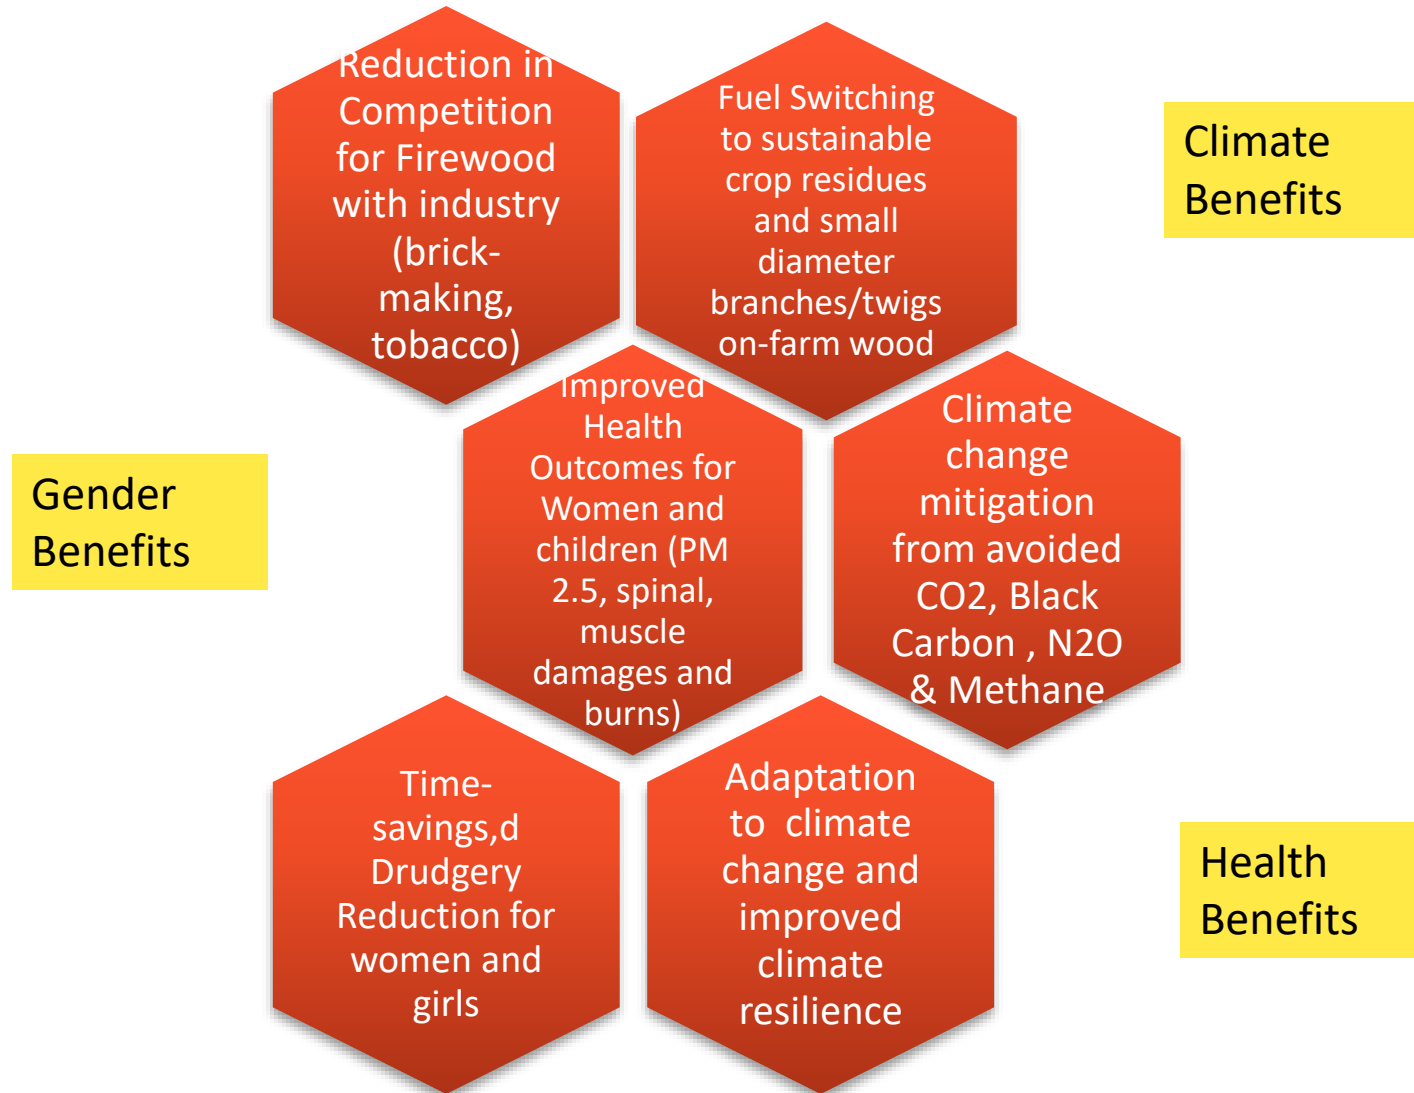 Reduction in
Competition
for Firewood
with industry
(brick-
making,
tobacco)
Fuel Switching
to sustainable
crop residues
and small
diameter
branches/twigs
on-farm wood
Climate
Benefits
Gender
Benefits
Improved
Health
Outcomes for
Women and
children (PM
2.5, spinal,
muscle
damages and
burns)
Climate
change
mitigation
from avoided
CO2, Black
Carbon , N2O
& Methane
Time-
savings,d
Drudgery
Reduction for
women and
girls
Adaptation
to  climate
change and
improved
climate
resilience
Health
Benefits